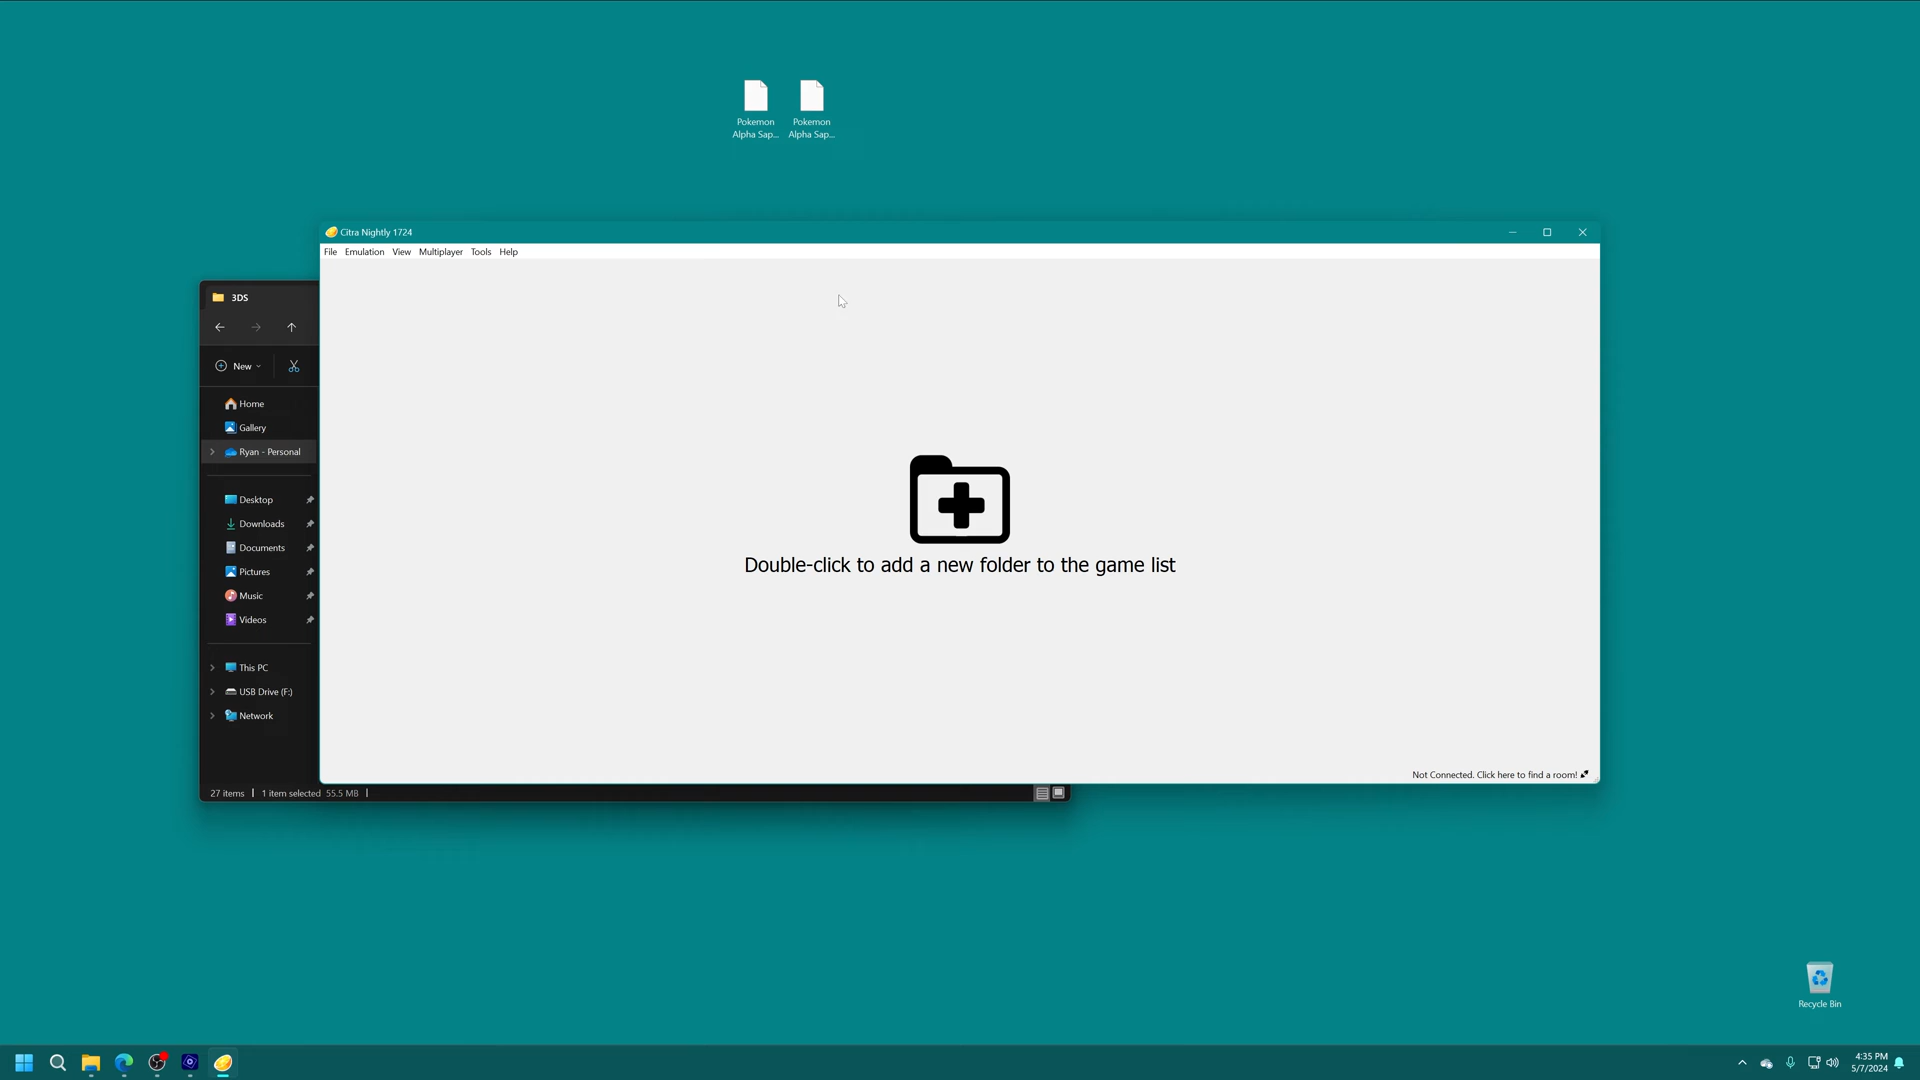 Pokemon
Alpha Sap...
Pokemon
Alpha Sap...
Citra Nightly 1724
File Emulation View Multiplayer Tools Help
3DS
New
Home
Gallery
Ryan - Personal
Desktop
Downloads
Documents
Pictures
Music
Videos
This PC
USB Drive (F:)
Network
Double-click to add a new folder to the game list
Not Connected. Click here to find a room!
27 items | 1 item selected 55.5 MB |
Recycle Bin
4:35 PM
5/7/2024